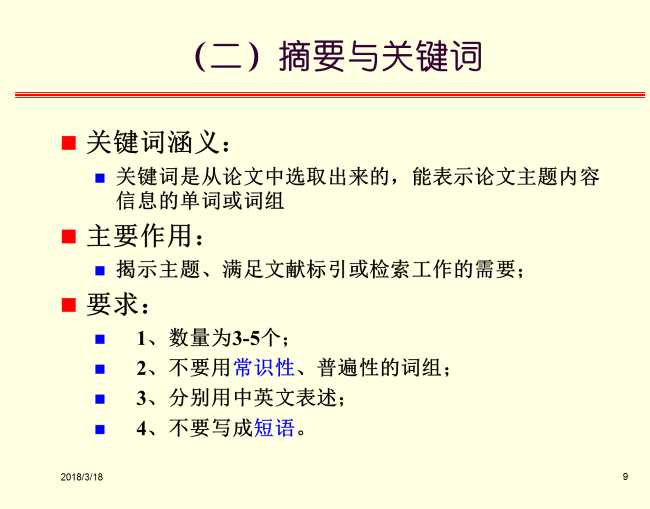 （二）摘要与关键词
关键词涵义：
关键词是从论文中选取出来的，能表示论文主题内容
信息的单词或词组
主要作用：
揭示主题、满足文献标引或检索工作的需要；
要求：
1、数量为3-5个；
2、不要用常识性、普遍性的词组；
3、分别用中英文表述；
4、不要写成短语。
2018/3/18
9